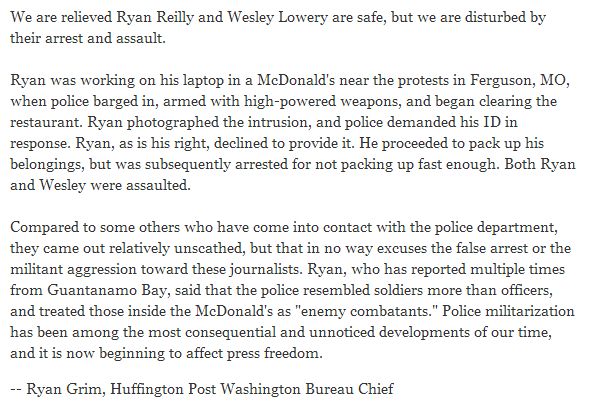 We are relieved Ryan Reilly and Wesley Lowery are safe, but we are disturbed by
their arrest and assault.
Ryan was working on his laptop in a McDonald's near the protests in Ferguson, MO,
when police barged in, armed with high-powered weapons, and began clearing the
restaurant. Ryan photographed the intrusion, and police demanded his ID in
response. Ryan, as is his right, declined to provide it. He proceeded to pack up his
belongings, but was subsequently arrested for not packing up fast enough. Both Ryan
and Wesley were assaulted.
Compared to some others who have come into contact with the police department,
they came out relatively unscathed, but that in no way excuses the false arrest or the
militant aggression toward these journalists. Ryan, who has reported multiple times
from Guantanamo Bay, said that the police resembled soldiers more than officers,
and treated those inside the McDonald's as "enemy combatants." Police militarization
has been among the most consequential and unnoticed developments of our time,
and it is now beginning to affect press freedom.
-- Ryan Grim, Huffington Post Washington Bureau Chief